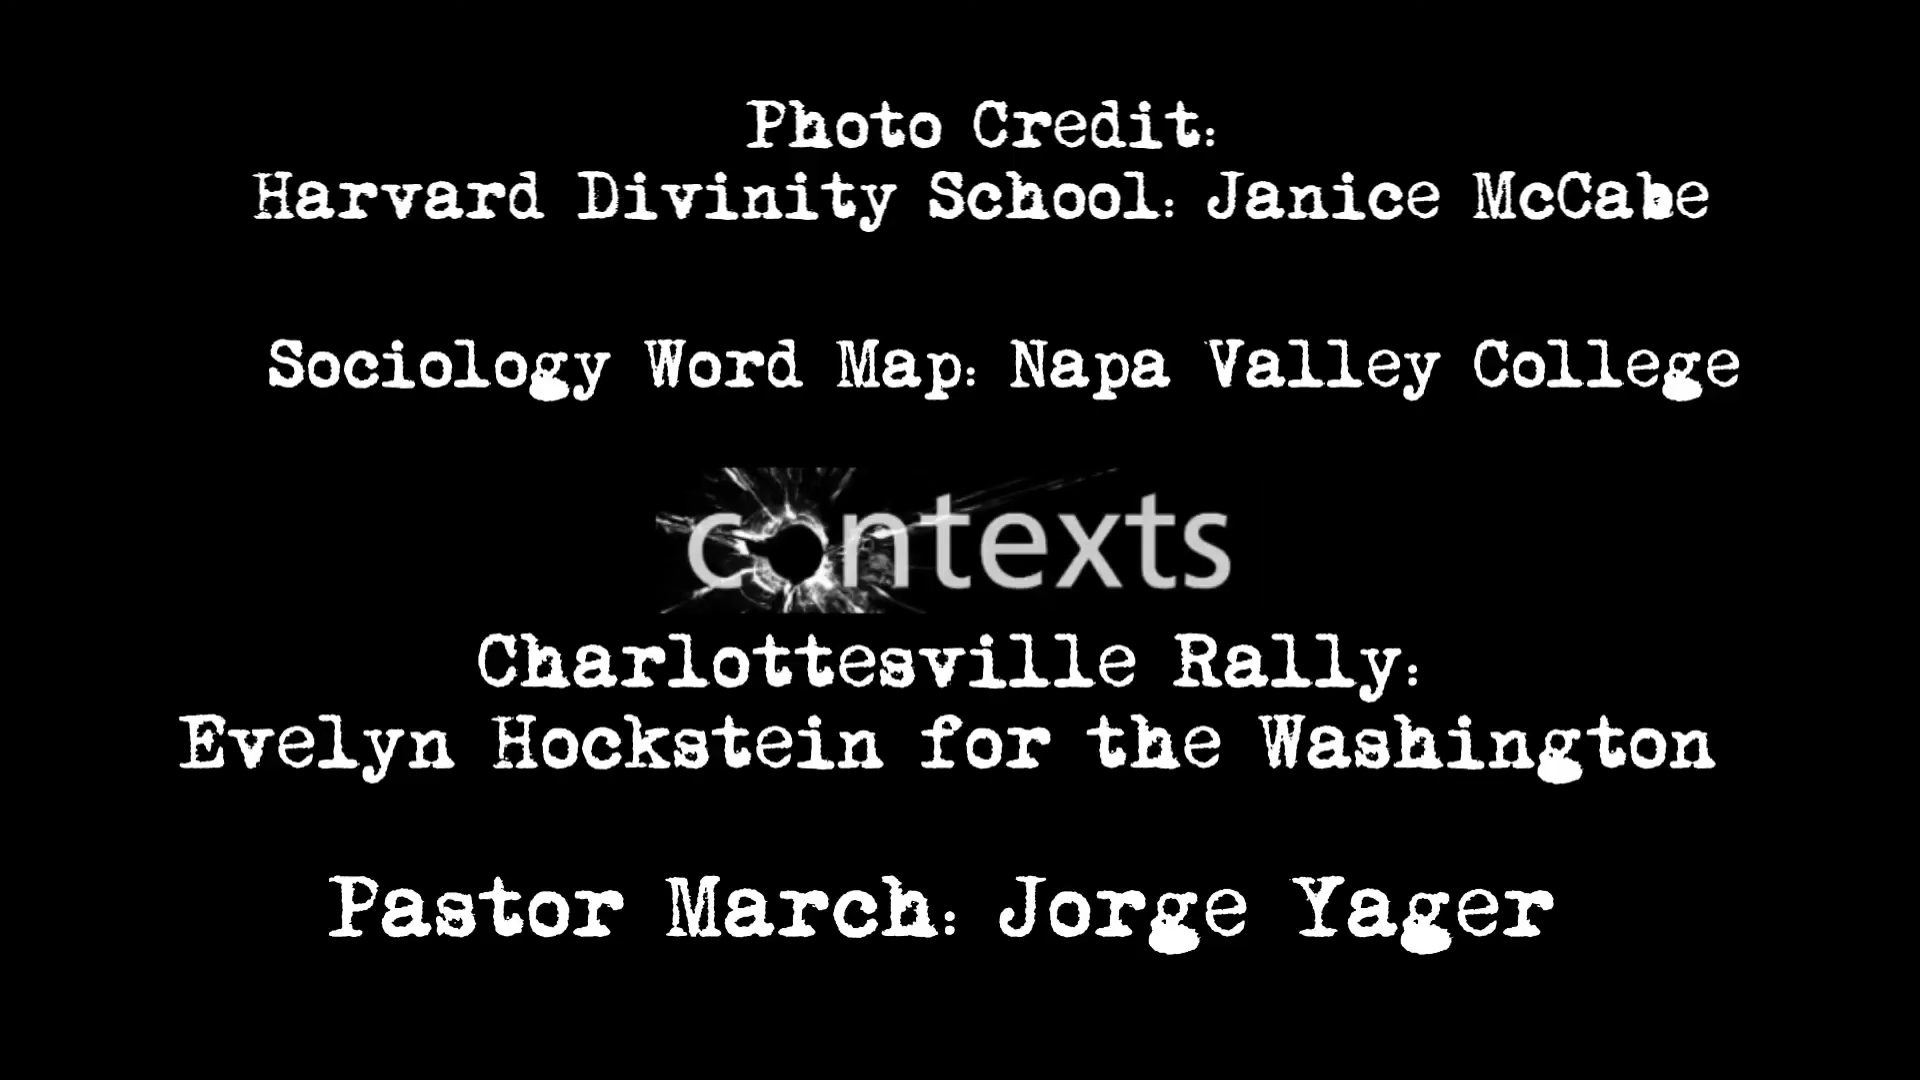 Photo Credit:
Harvard Divinity School: Janice McCabe
Sociology Word Map: Napa Valley College
contexts
Charlottesville Rally:
Evelyn Hockstein for the Washington
Pastor March: Jorge Yager